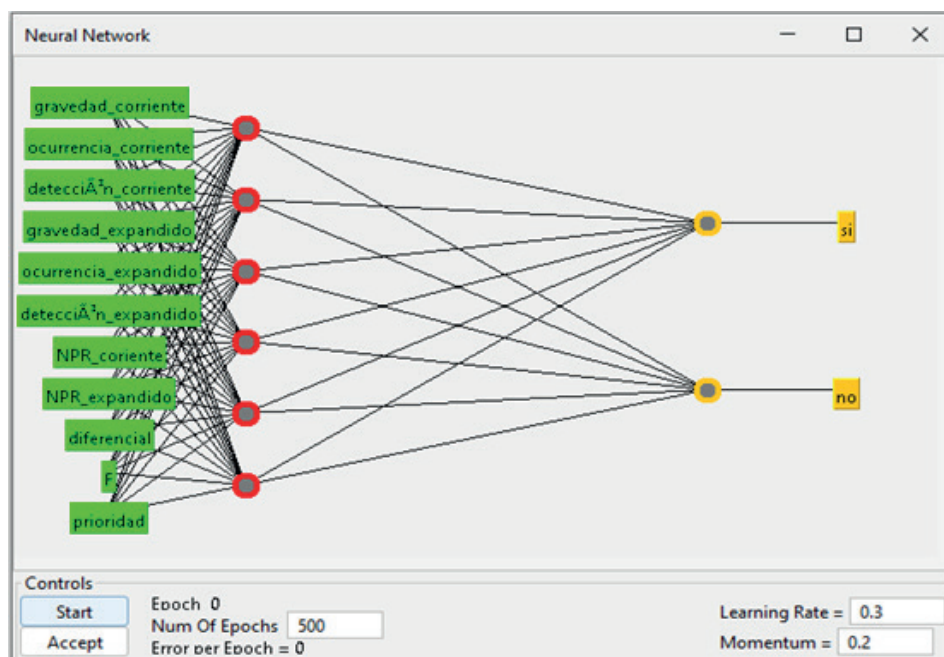 Neural Network
gravedad_corriente
ocurrencia_corriente
detecciÃ³n_corriente
gravedad_expandido
ocurrencia_expandido
detecciÃ³n_expandido
NPR_coriente
NPR_expandido
diferencial
F
prioridad
si
no
Controls
Start
Accept
Epoch 0
Num Of Epochs 500
Error per Epoch = 0
Learning Rate = 0.3
Momentum = 0.2